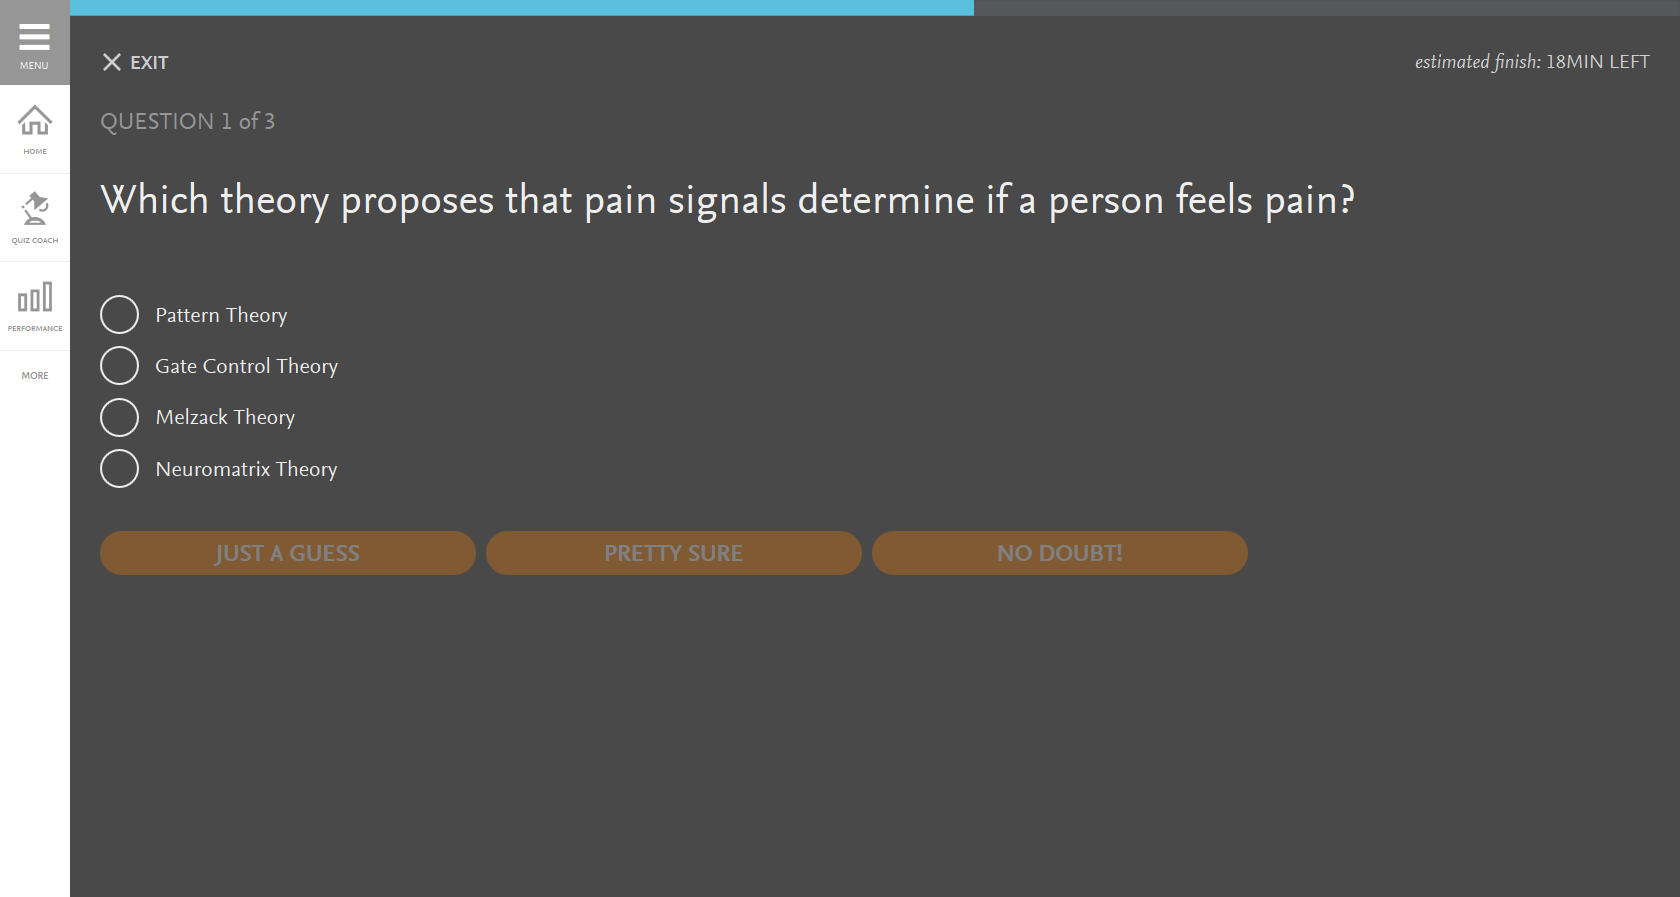 MENU
HOME
QUIZ COACH
PERFORMANCE
MORE
EXIT
estimated finish: 18MIN LEFT
QUESTION 1 of 3
Which theory proposes that pain signals determine if a person feels pain?
Pattern Theory
Gate Control Theory
Melzack Theory
Neuromatrix Theory
JUST A GUESS
PRETTY SURE
NO DOUBT!